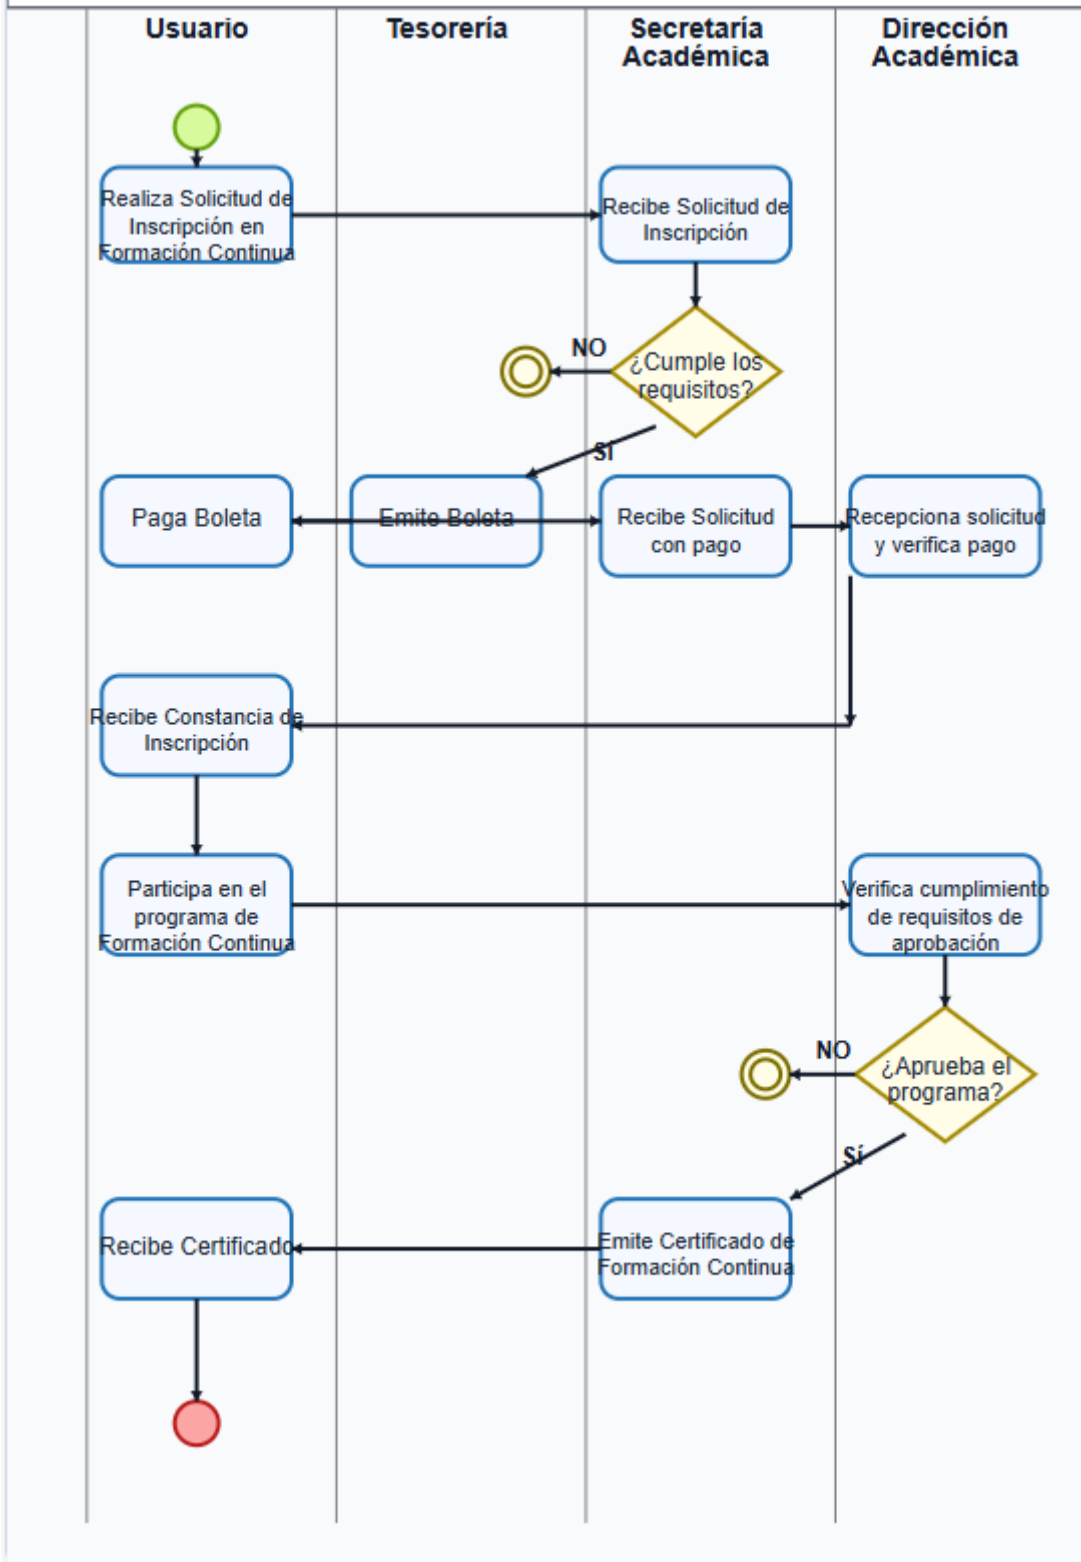 Usuario
Tesorería
Secretaría
Académica
Dirección
Académica
Realiza Solicitud de
Inscripción en
Formación Continua
Recibe Solicitud de
Inscripción
NO
¿Cumple los
requisitos?
Sí
Paga Boleta
Emite Boleta
Recibe Solicitud
con pago
Recepciona solicitud
y verifica pago
Recibe Constancia de
Inscripción
Participa en el
programa de
Formación Continua
Verifica cumplimiento
de requisitos de
aprobación
NO
¿Aprueba el
programa?
Sí
Recibe Certificado
Emite Certificado de
Formación Continua